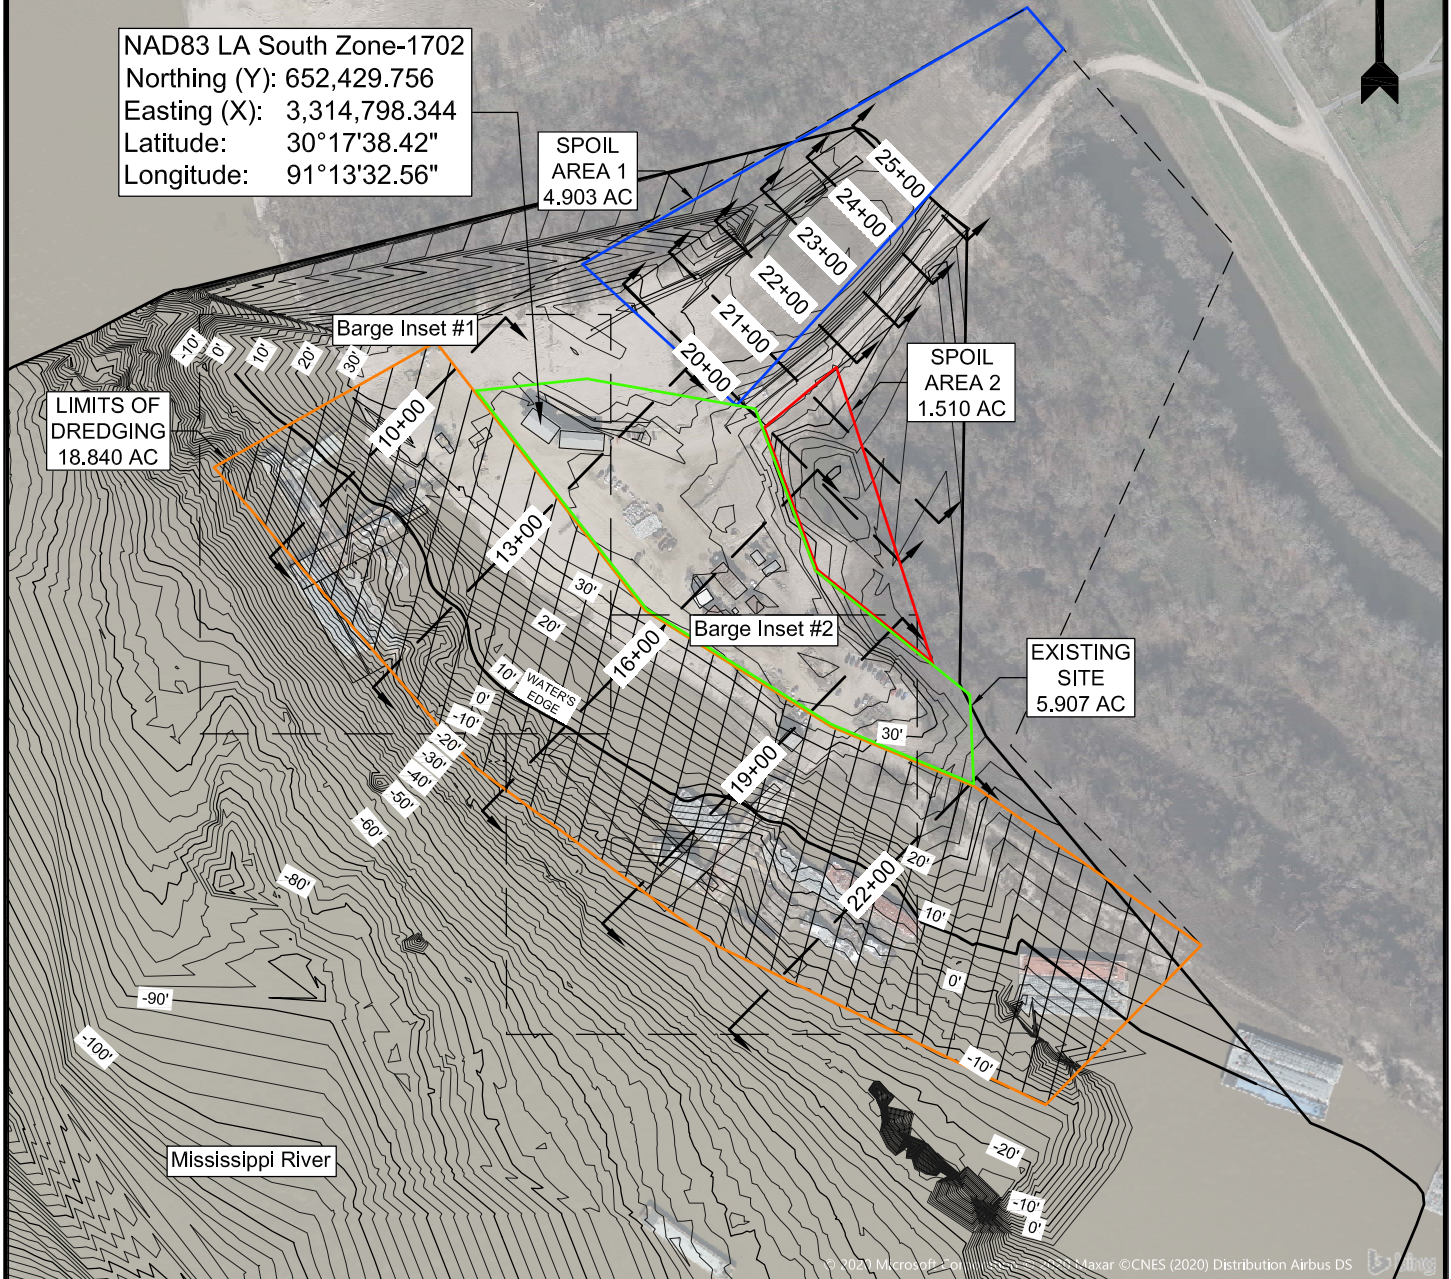 NAD83 LA South Zone-1702
Northing (Y): 652,429.756
Easting (X): 3,314,798.344
Latitude: 30°17'38.42"
Longitude: 91°13'32.56"
SPOIL
AREA 1
4.903 AC
25+00
24+00
23+00
22+00
21+00
20+00
Barge Inset #1
-10'
0'
10'
20'
30'
SPOIL
AREA 2
1.510 AC
LIMITS OF
DREDGING
18.840 AC
10+00
13+00
30'
20'
16+00
Barge Inset #2
EXISTING
SITE
5.907 AC
10'
WATER'S
EDGE
0'
-10'
-20'
-30'
-40'
-50'
-60'
-80'
30'
19+00
20'
22+00
10'
0'
-10'
-90'
-100'
Mississippi River
-20'
-10'
0'
© 2020 Microsoft Corporation © 2020 Maxar ©CNES (2020) Distribution Airbus DS
bing